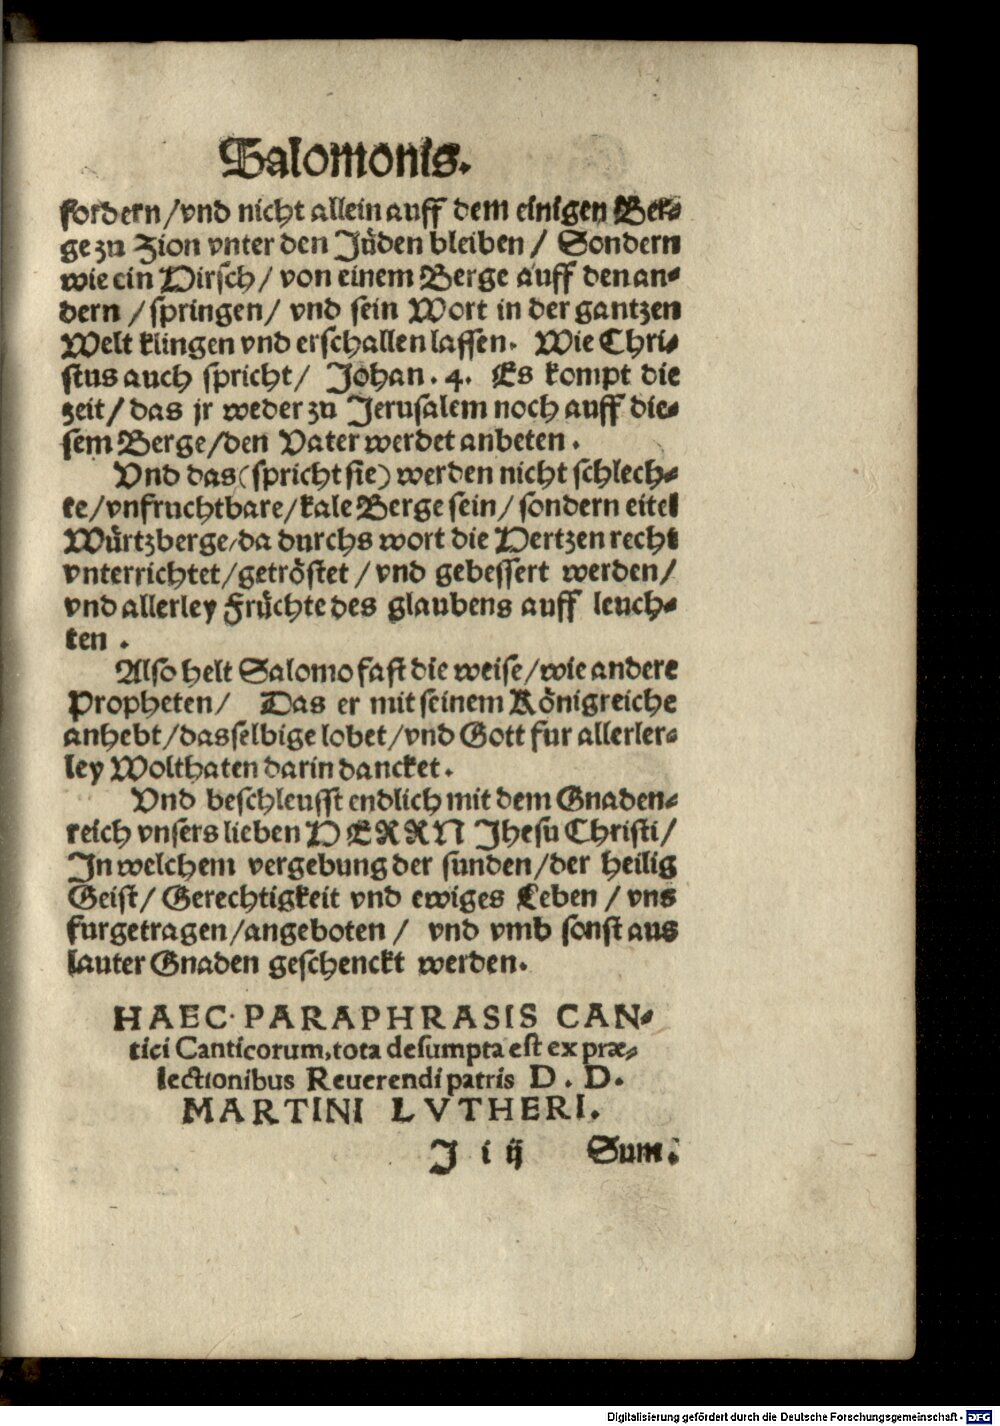 Salomonis.
fordern/vnd nicht allein auff dem einigen Ber-
ge zu Zion vnter den Jüden bleiben/ Sondern
wie ein Hirsch/ von einem Berge auff den an-
dern/springen/ vnd sein Wort in der gantzen
Welt klingen vnd erschallen lassen. Wie Chri-
stus auch spricht/ Johan. 4. Es kompt die
zeit/das jr weder zu Jerusalem noch auff die-
sem Berge/den Vater werdet anbeten.
Vnd das(spricht sie) werden nicht schlech-
te/vnfruchtbare/kale Berge sein/ sondern eitel
Würtzberge/da durchs wort die Hertzen recht
vnterrichtet/getröstet/vnd gebessert werden/
vnd allerley Früchte des glaubens auff leuch-
ten.
Also helt Salomo fast die weise/wie andere
Propheten/ Das er mit seinem Königreiche
anhebt/dasselbige lobet/vnd Gott fur allerler-
ley Wolthaten darin dancket.
Vnd beschleusst endlich mit dem Gnaden-
reich vnsers lieben HERRN Jhesu Christi/
In welchem vergebung der sunden/der heilig
Geist/ Gerechtigkeit vnd ewiges Leben/vns
furgetragen/angeboten/ vnd vmb sonst aus
lauter Gnaden geschenckt werden.
HAEC PARAPHRASIS CAN-
tici Canticorum, tota desumpta est ex præ-
lectionibus Reuerendi patris D. D.
MARTINI LVTHERI.
J iij Sum.
Digitalisierung gefördert durch die Deutsche Forschungsgemeinschaft - DFG